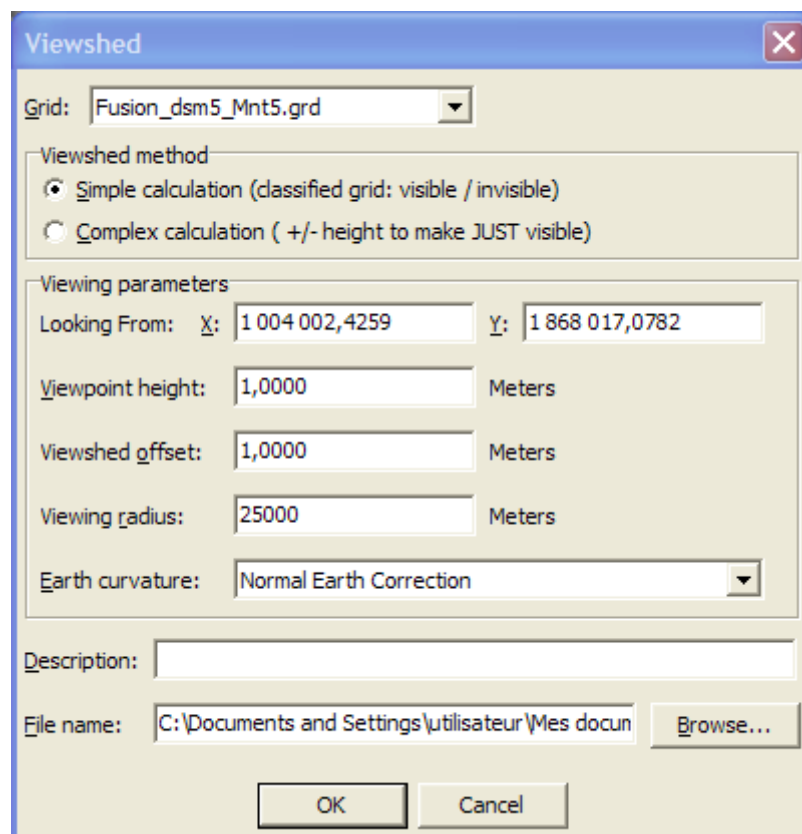 Viewshed
Grid: Fusion_dsm5_Mnt5.grd
Viewshed method
Simple calculation (classified grid: visible / invisible)
Complex calculation ( +/- height to make JUST visible)
Viewing parameters
Looking From: X: 1 004 002,4259 Y: 1 868 017,0782
Viewpoint height: 1,0000 Meters
Viewshed offset: 1,0000 Meters
Viewing radius: 25000 Meters
Earth curvature: Normal Earth Correction
Description:
File name: C:\Documents and Settings\utilisateur\Mes docum Browse...
OK Cancel